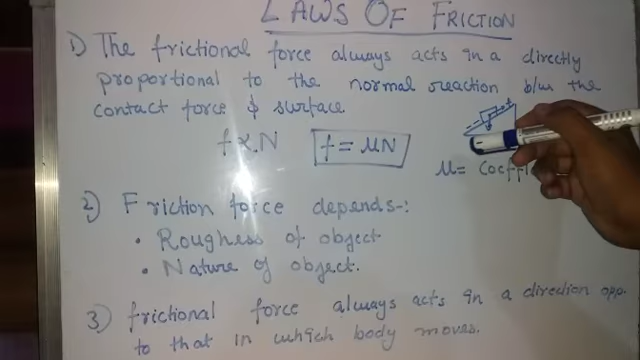 LAWS OF FRICTION
1) The frictional force always acts in a directly
proportional to the normal reaction b/w the
contact force & surface
f ∝ N f = μN
μ =
2) Friction force depends-:
• Roughness of object
• Nature of object.
3) frictional force always acts in a direction opp.
to that in which body moves.